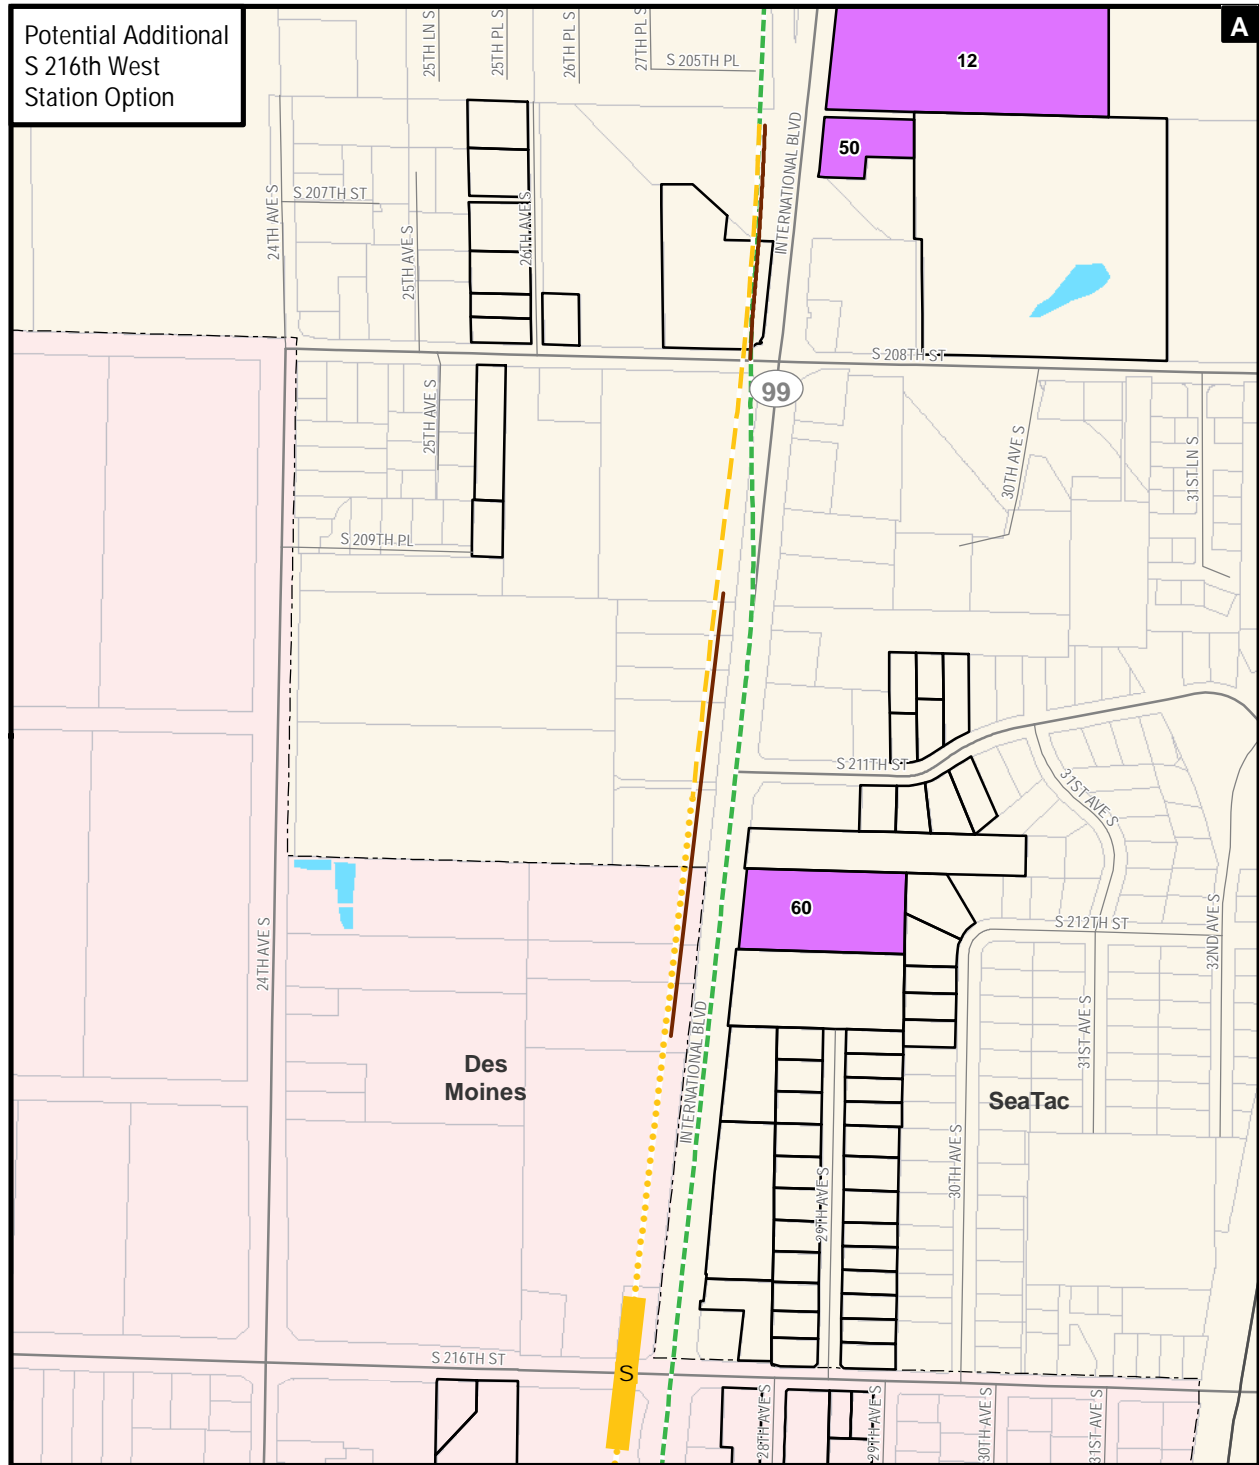 Potential Additional
S 216th West
Station Option
A
25TH LN S
25TH PL S
26TH PL S
27TH PL S
S 205TH PL
12
50
INTERNATIONAL BLVD
24TH AVE S
S 207TH ST
25TH AVE S
26TH AVE S
S 208TH ST
99
25TH AVE S
30TH AVE S
31ST LN S
S 209TH PL
S 211TH ST
31ST AVE S
60
S 212TH ST
24TH AVE S
32ND AVE S
INTERNATIONAL BLVD
31ST AVE S
Des
Moines
SeaTac
29TH AVE S
30TH AVE S
S 216TH ST
S
28TH AVE S
29TH AVE S
30TH AVE S
31ST AVE S